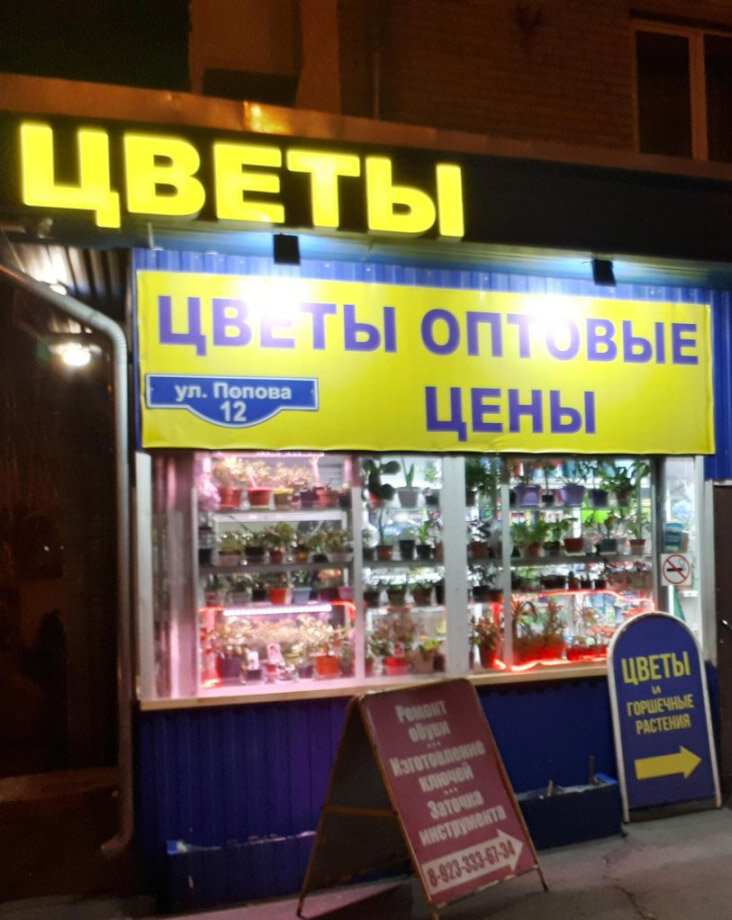 ЦВЕТЫ
ЦВЕТЫ ОПТОВЫЕ
ЦЕНЫ
ул. Попова
12
ЦВЕТЫ
и
ГОРШЕЧНЫЕ
РАСТЕНИЯ
Ремонт
обуви
...
Изготовление
ключей
...
Заточка
инструмента
8-923-333-67-34